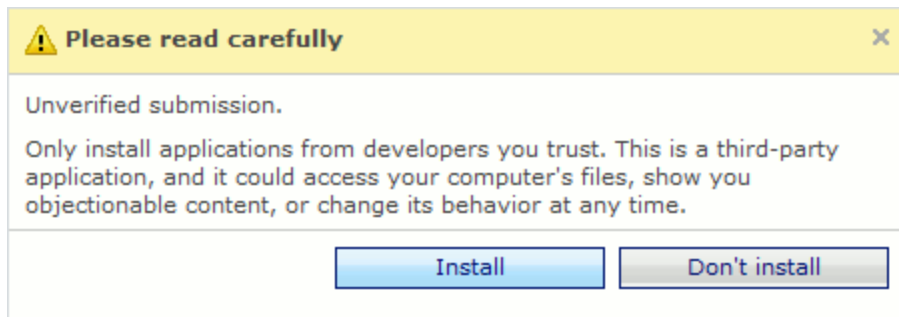 Please read carefully
Unverified submission.
Only install applications from developers you trust. This is a third-party
application, and it could access your computer's files, show you
objectionable content, or change its behavior at any time.
Install
Don't install